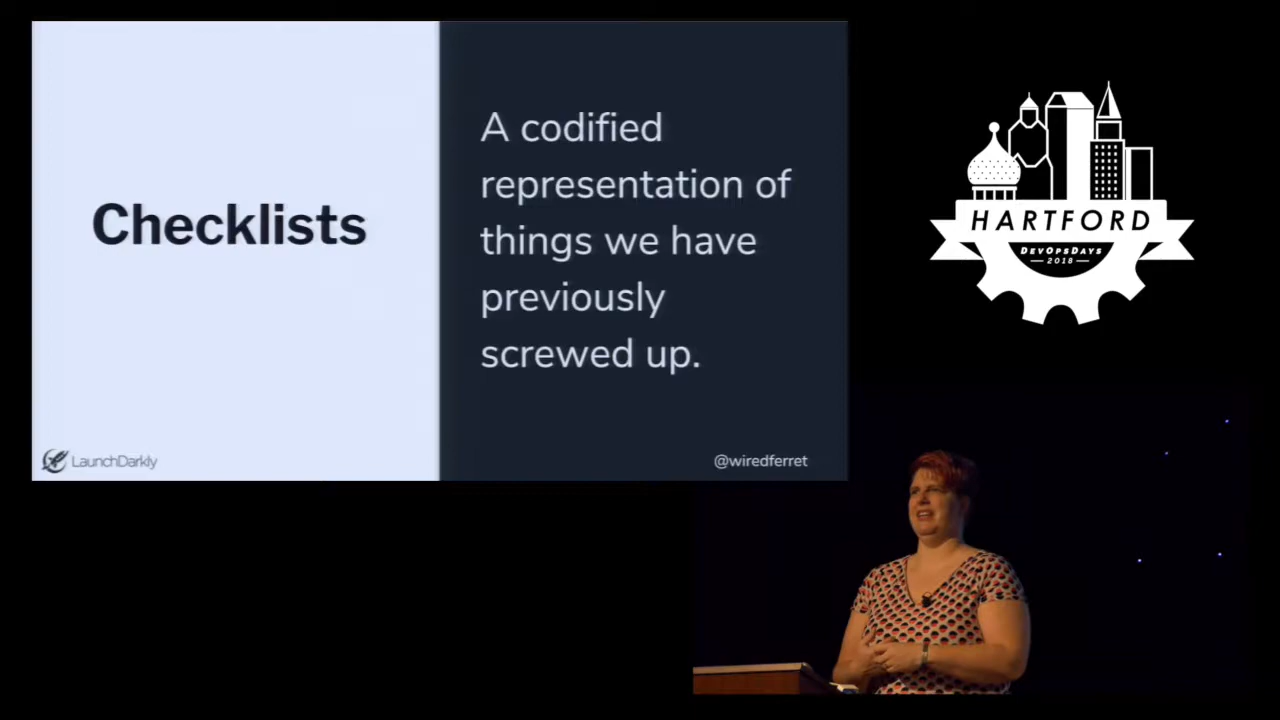 Checklists
A codified
representation of
things we have
previously
screwed up.
LaunchDarkly
@wiredferret
HARTFORD
DEVOPSDAYS
2018